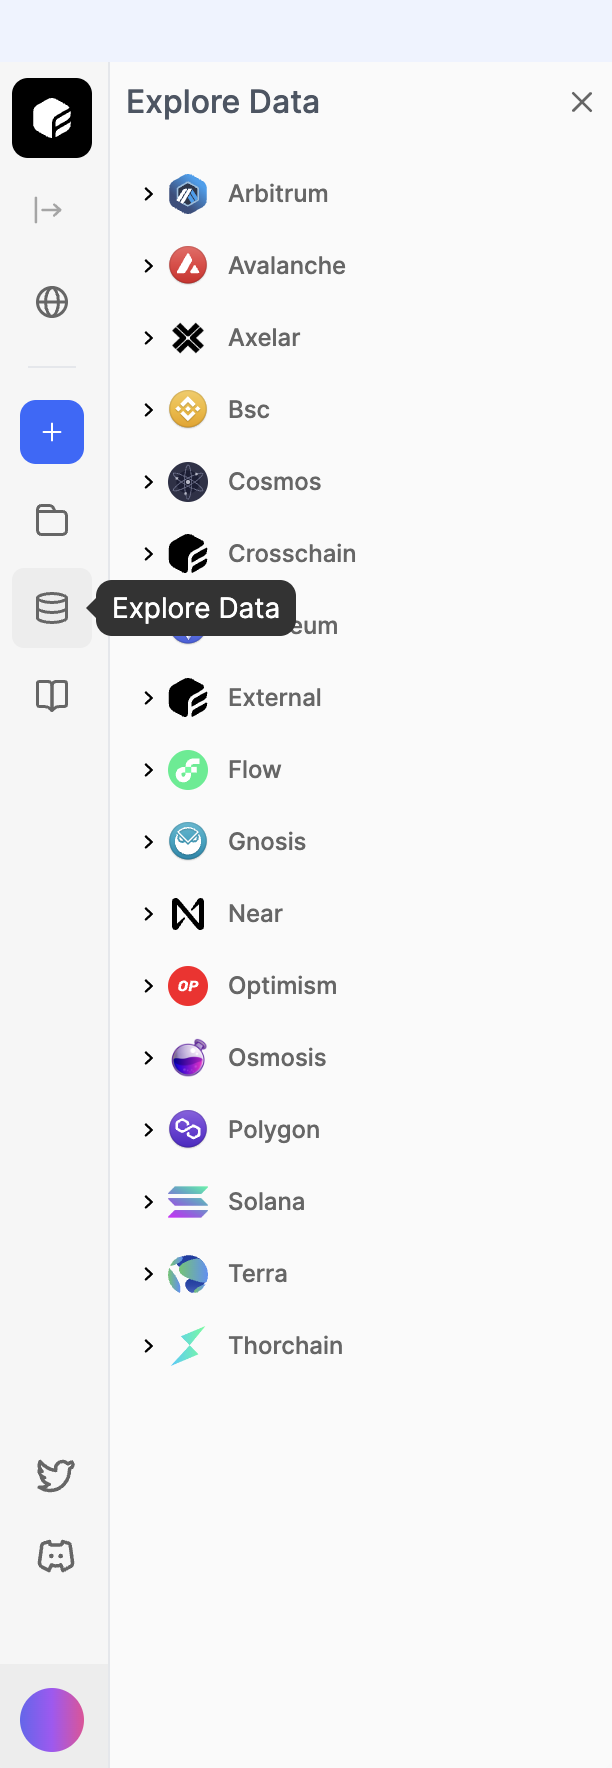 Explore Data
Arbitrum
Avalanche
Axelar
Bsc
Cosmos
Crosschain
Explore Data
eum
External
Flow
Gnosis
Near
OP Optimism
Osmosis
Polygon
Solana
Terra
Thorchain